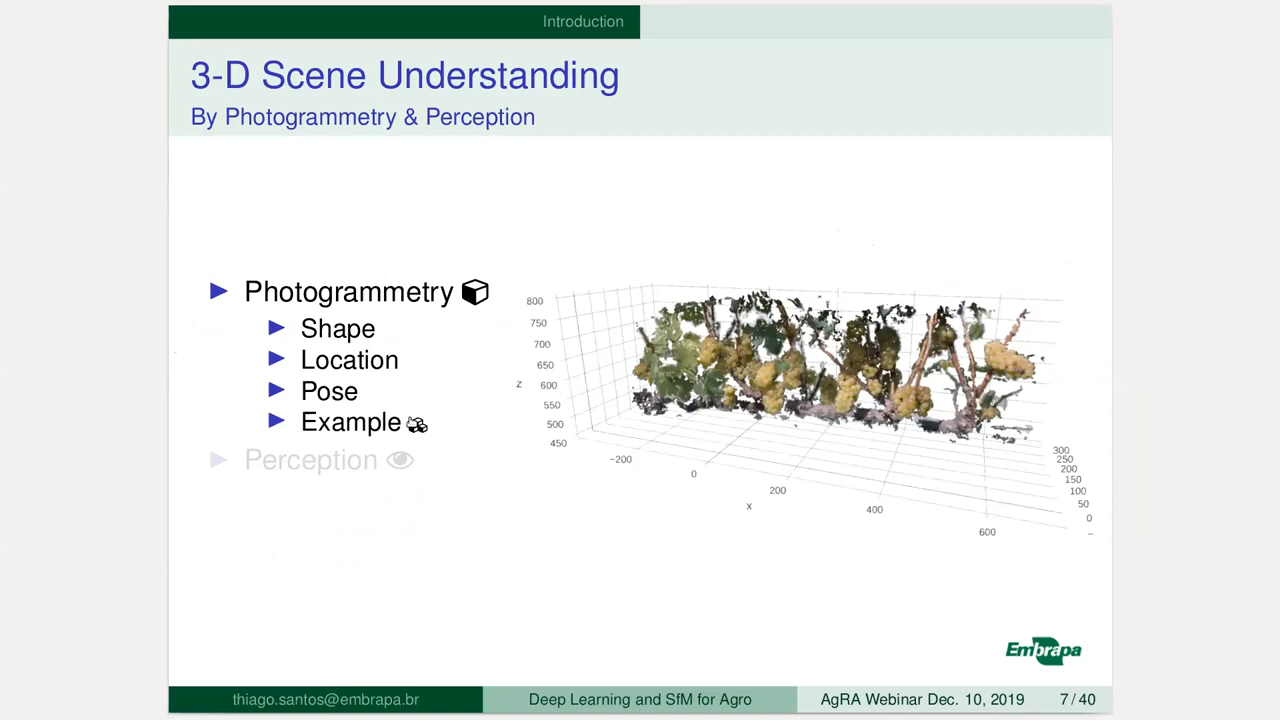 Introduction
3-D Scene Understanding
By Photogrammetry & Perception
Photogrammetry
Shape
Location
Pose
Example
Perception
800
750
700
650
600
550
500
450
z
−200
0
200
400
600
x
300
250
200
150
100
50
0
Embrapa
thiago.santos@embrapa.br Deep Learning and SfM for Agro AgRA Webinar Dec. 10, 2019 7 / 40